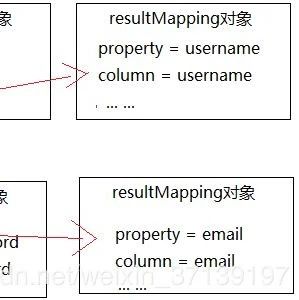 象
resultMapping对象
property = username
column = username
... ...
象
resultMapping对象
ord
property = email
rd
column = email
dn.net/weixin_37139197
... ...